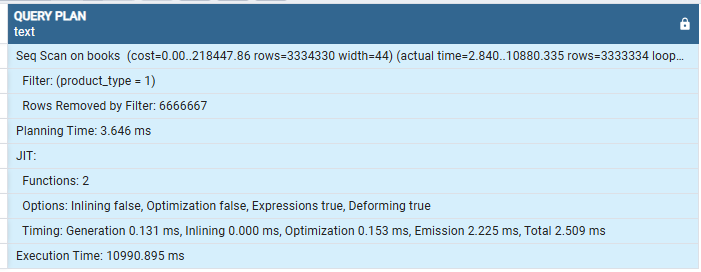 QUERY PLAN
text
Seq Scan on books (cost=0.00..218447.86 rows=3334330 width=44) (actual time=2.840..10880.335 rows=3333334 loop...
Filter: (product_type = 1)
Rows Removed by Filter: 6666667
Planning Time: 3.646 ms
JIT:
Functions: 2
Options: Inlining false, Optimization false, Expressions true, Deforming true
Timing: Generation 0.131 ms, Inlining 0.000 ms, Optimization 0.153 ms, Emission 2.225 ms, Total 2.509 ms
Execution Time: 10990.895 ms